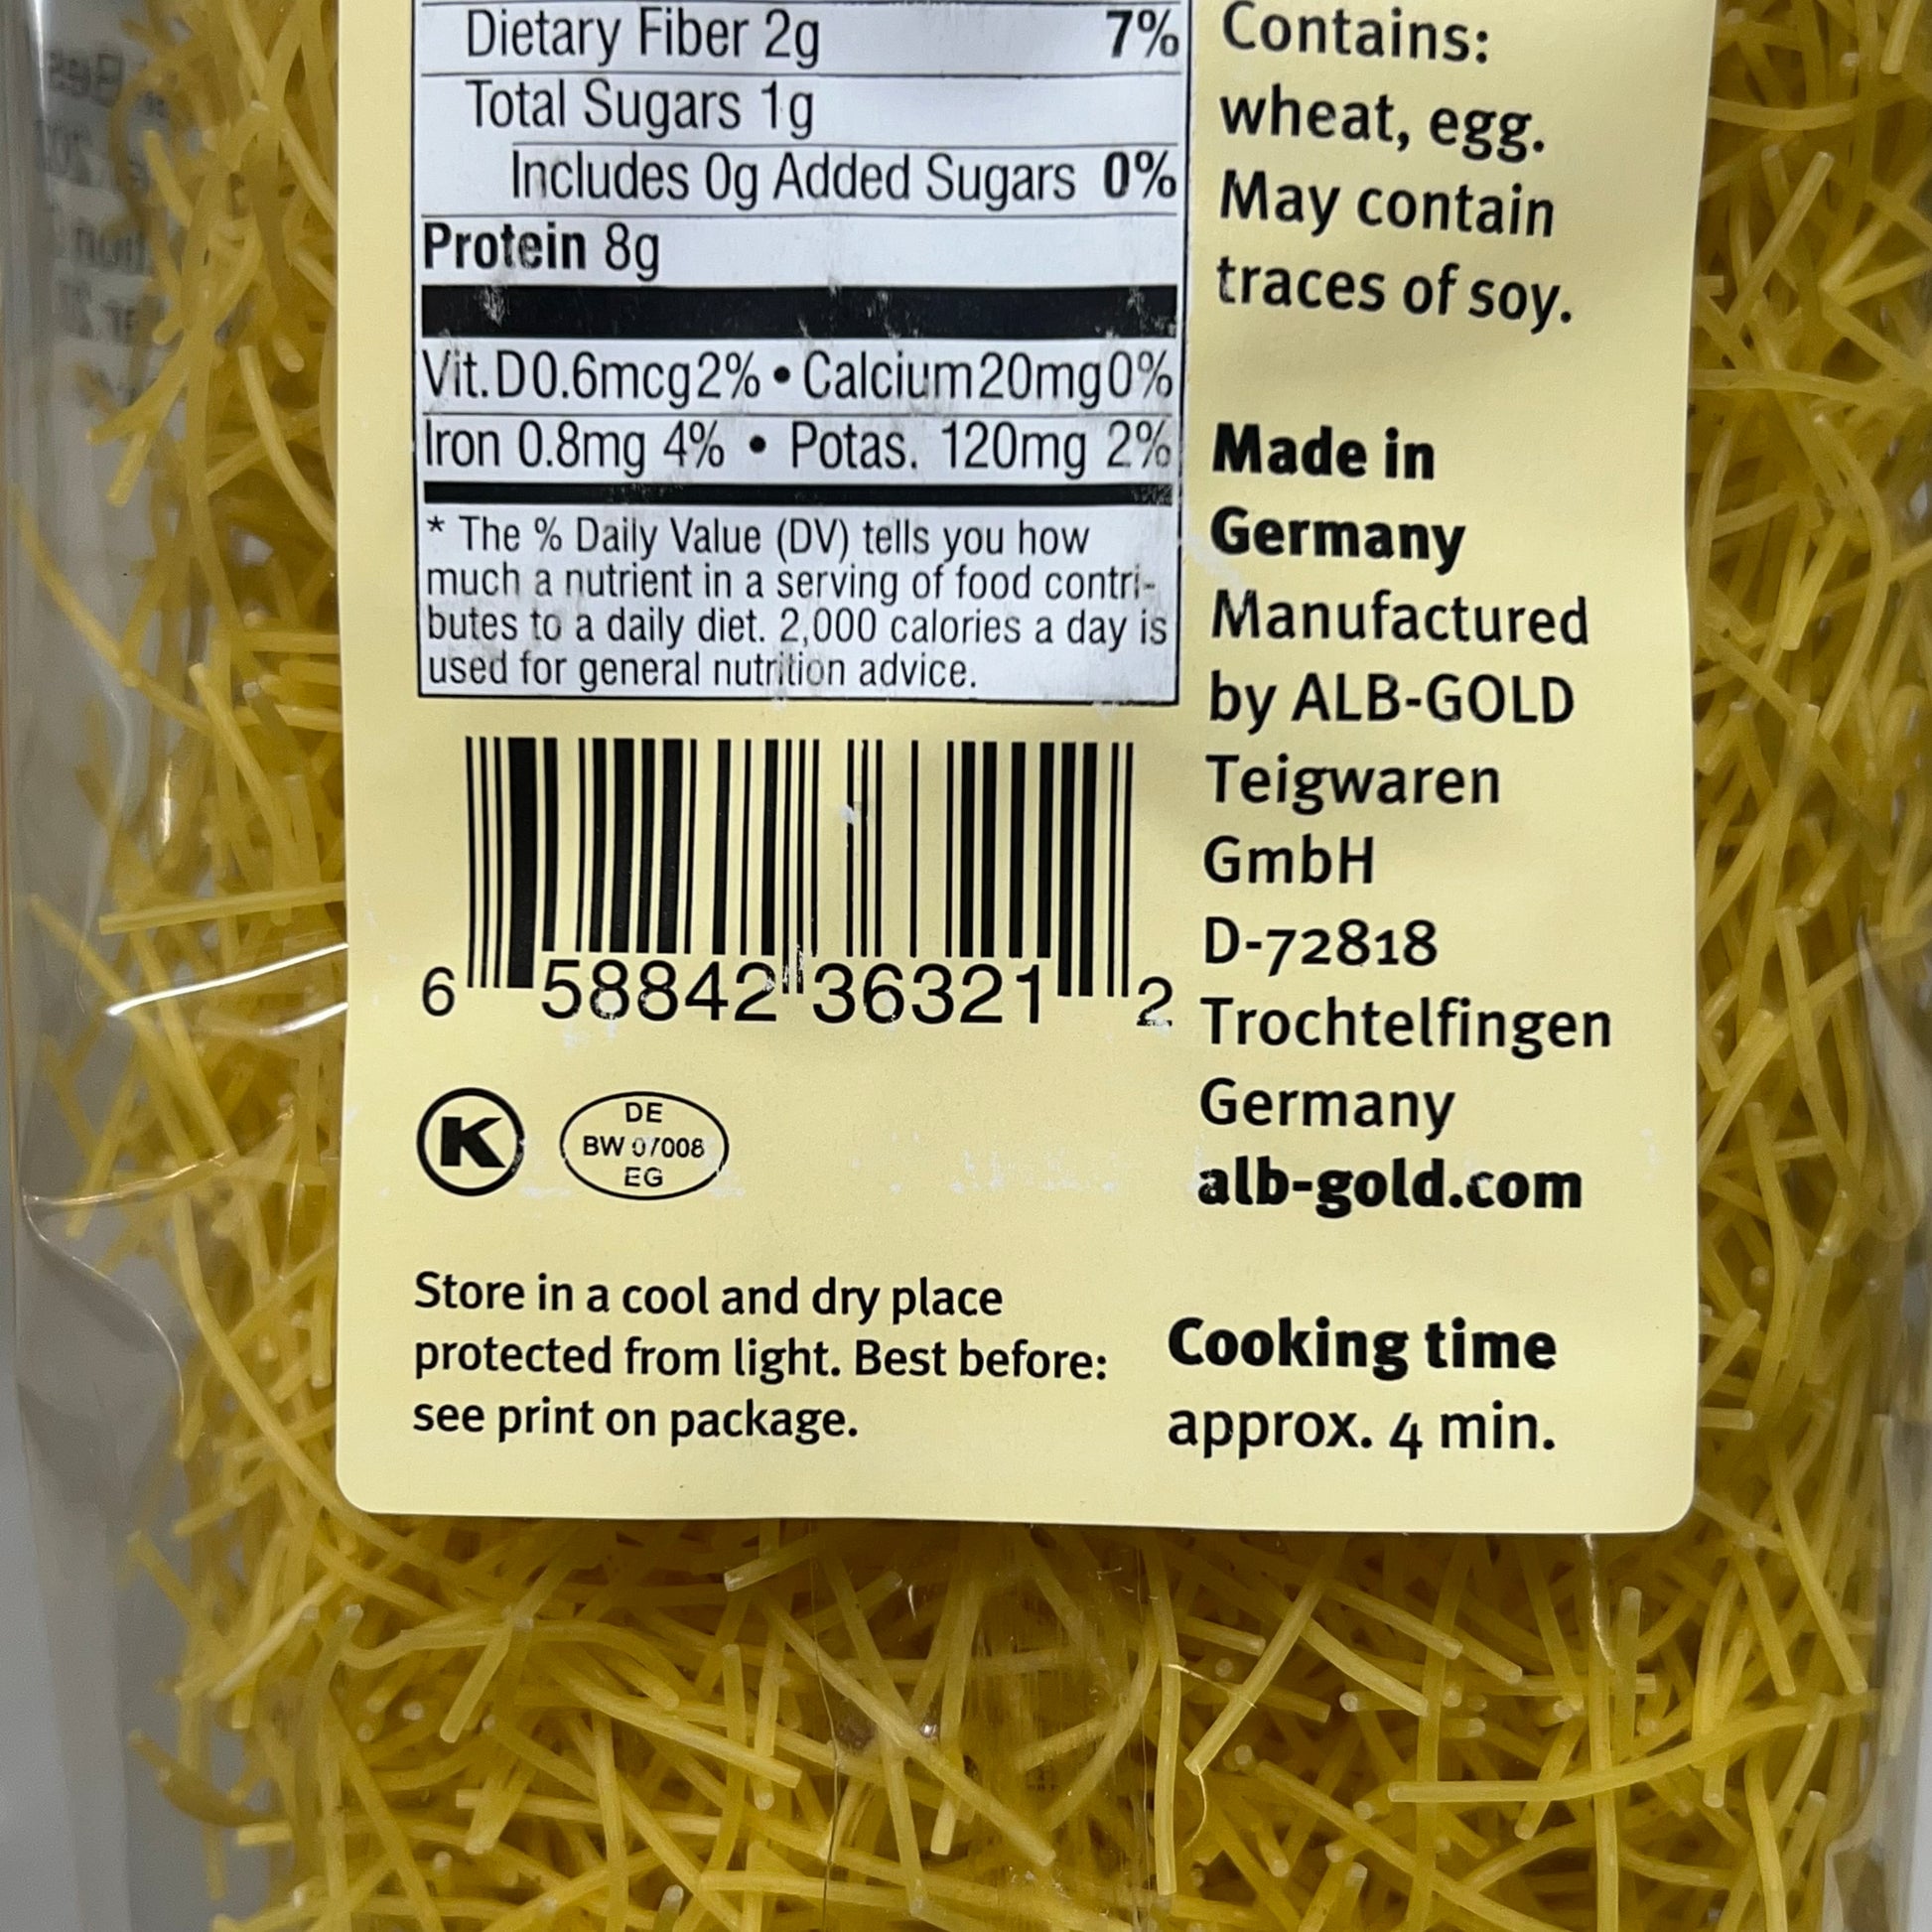 Dietary Fiber 2g 7%
Total Sugars 1g
Includes 0g Added Sugars 0%
Protein 8g
Vit. D 0.6mcg 2% • Calcium 20mg 0%
Iron 0.8mg 4% • Potas. 120mg 2%
* The % Daily Value (DV) tells you how
much a nutrient in a serving of food contri-
butes to a daily diet. 2,000 calories a day is
used for general nutrition advice.
6 58842 36321 2
K
DE
BW 07008
EG
Store in a cool and dry place
protected from light. Best before:
see print on package.
Contains:
wheat, egg.
May contain
traces of soy.
Made in
Germany
Manufactured
by ALB-GOLD
Teigwaren
GmbH
D-72818
Trochtelfingen
Germany
alb-gold.com
Cooking time
approx. 4 min.